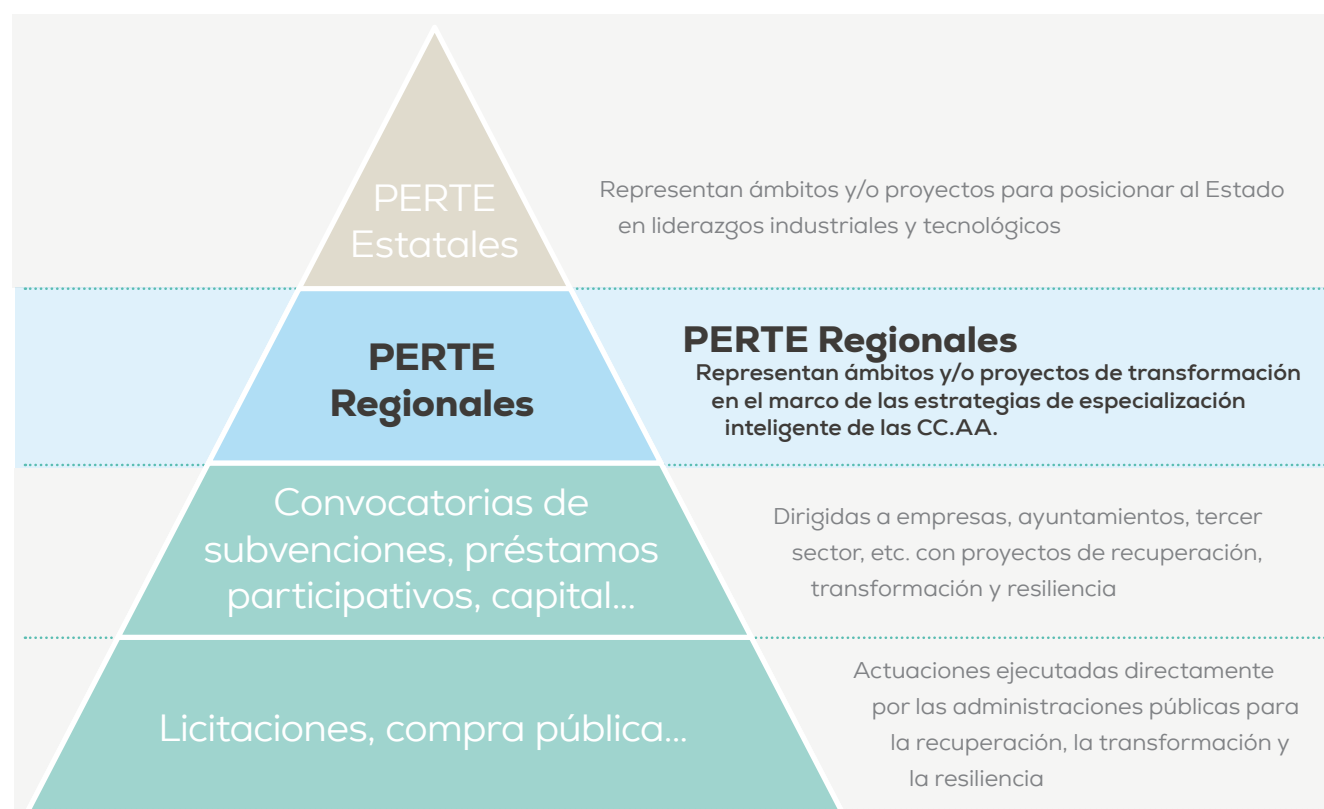 PERTE
Estatales
Representan ámbitos y/o proyectos para posicionar al Estado
en liderazgos industriales y tecnológicos
PERTE
Regionales
PERTE Regionales
Representan ámbitos y/o proyectos de transformación
en el marco de las estrategias de especialización
inteligente de las CC.AA.
Convocatorias de
subvenciones, préstamos
participativos, capital...
Dirigidas a empresas, ayuntamientos, tercer
sector, etc. con proyectos de recuperación,
transformación y resiliencia
Licitaciones, compra pública...
Actuaciones ejecutadas directamente
por las administraciones públicas para
la recuperación, la transformación y
la resiliencia